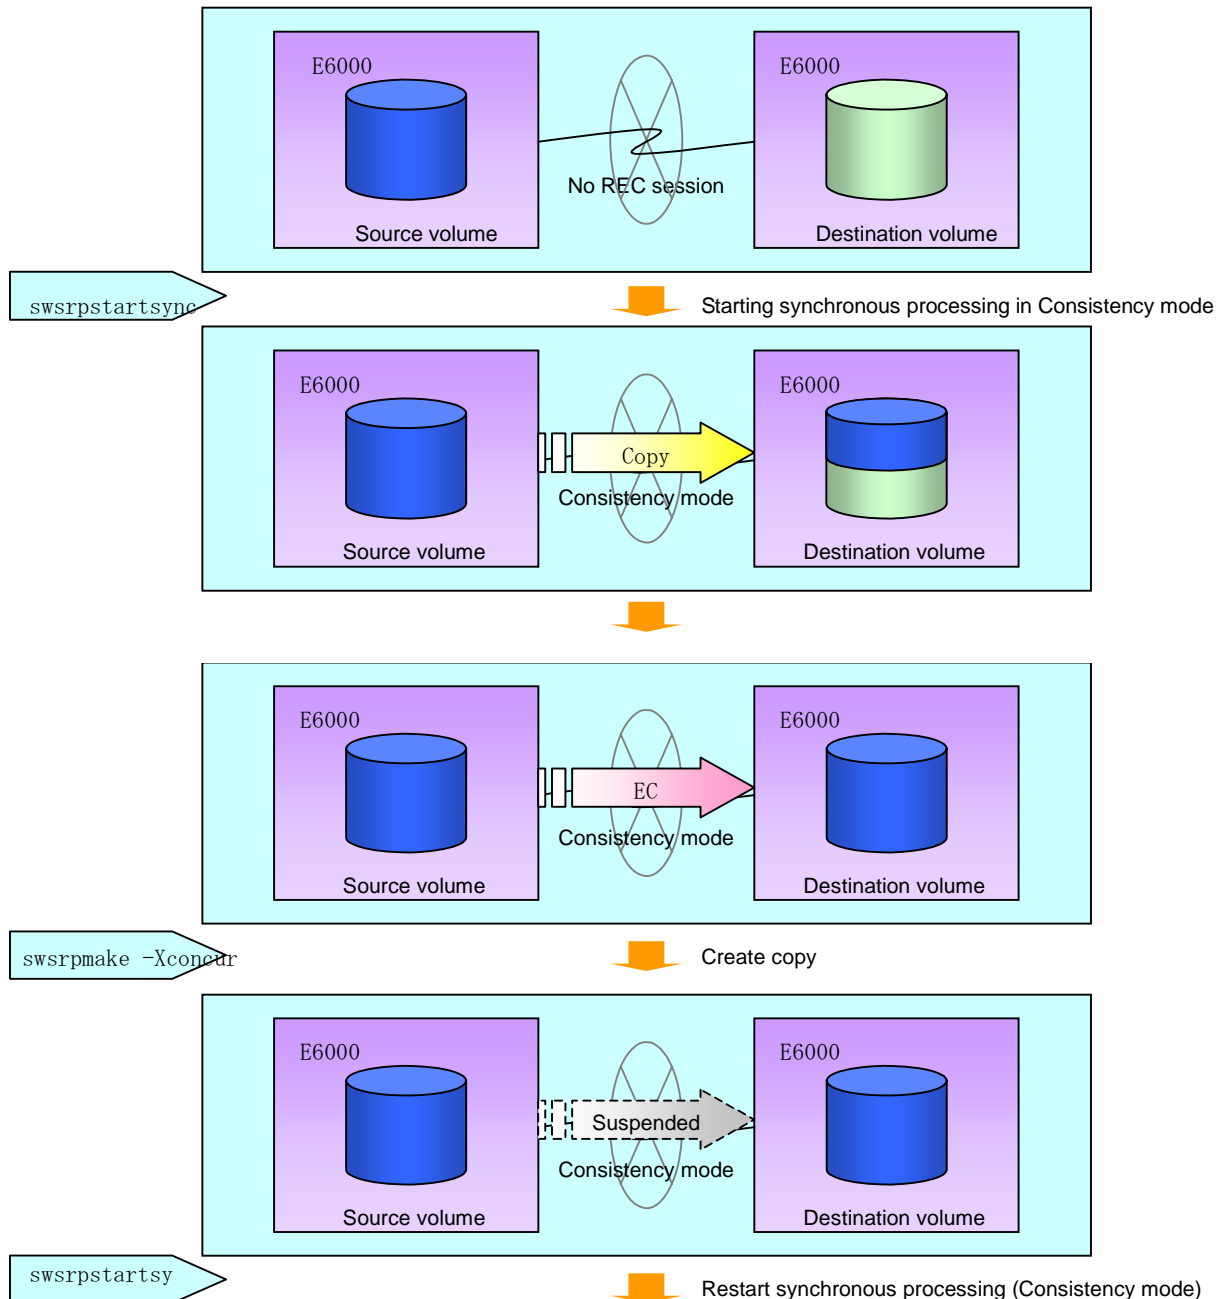 E6000
E6000
No REC session
Source volume
Destination volume
swsrpstartsync
Starting synchronous processing in Consistency mode
E6000
E6000
Copy
Consistency mode
Source volume
Destination volume
E6000
E6000
EC
Consistency mode
Source volume
Destination volume
swsrpmake -Xconcur
Create copy
E6000
E6000
Suspended
Consistency mode
Source volume
Destination volume
swsrpstartsy
Restart synchronous processing (Consistency mode)